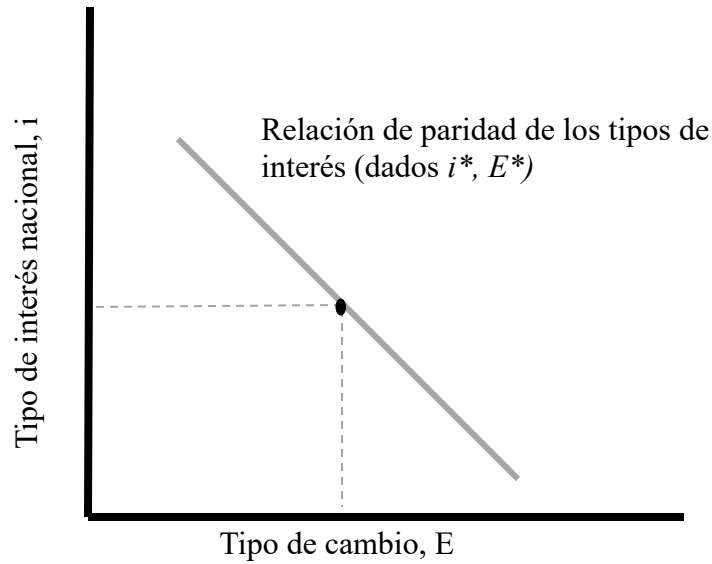 Tipo de interés nacional, i
Relación de paridad de los tipos de
interés (dados i*, E*)
Tipo de cambio, E